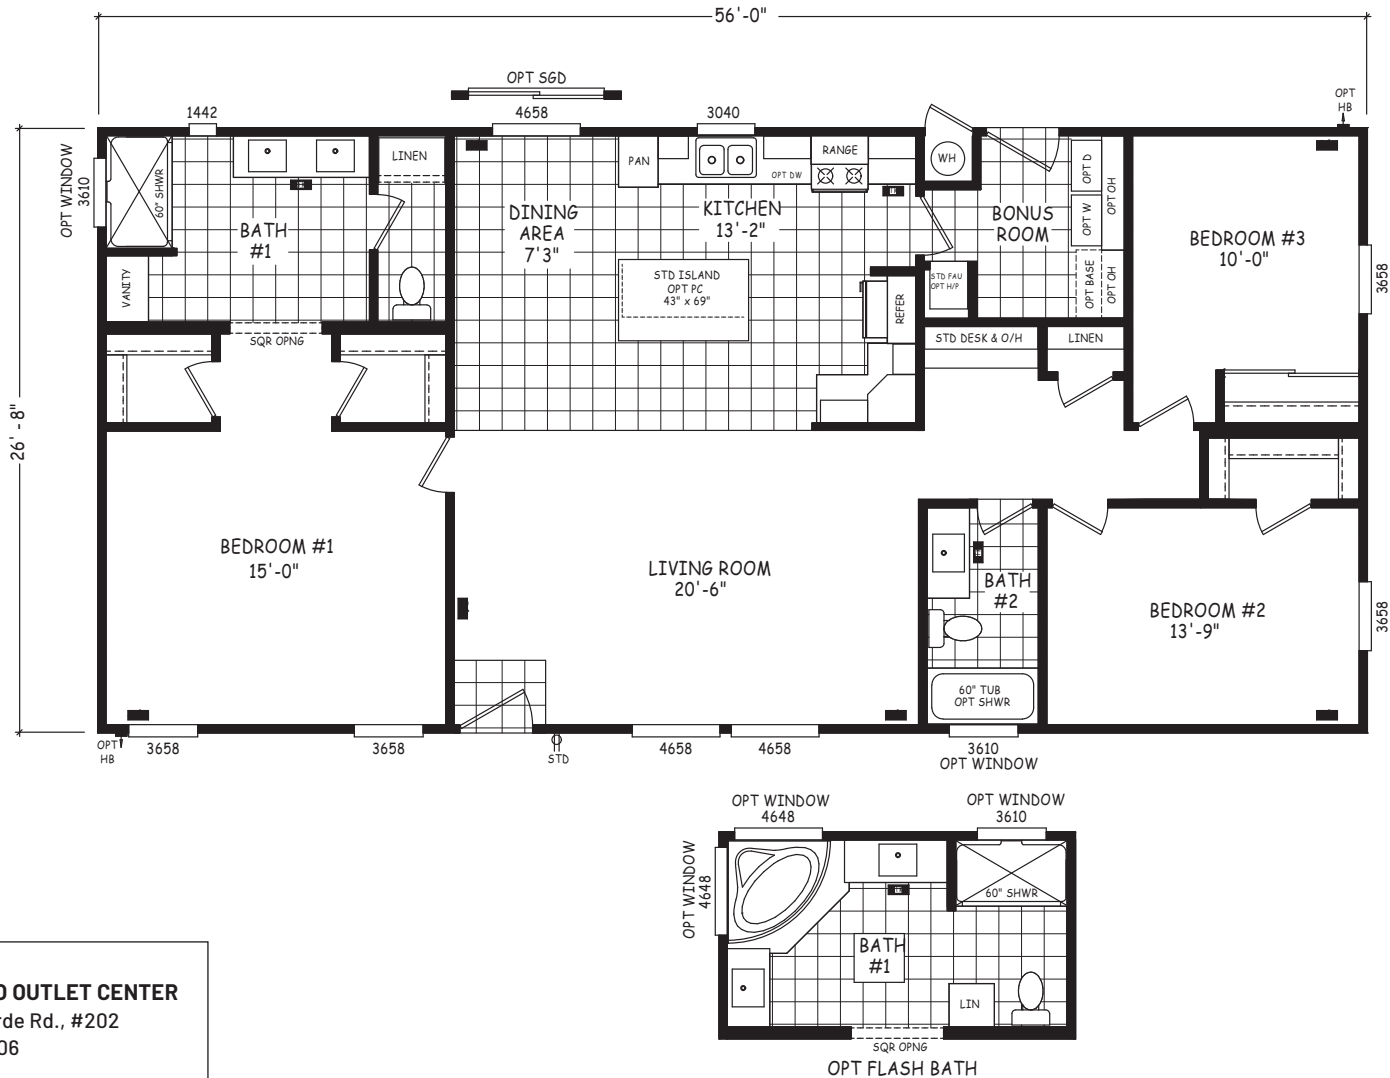 56'-0"
OPT SGD
1442
4658
3040
OPT
HB
OPT WINDOW
3610
60" SHWR
LINEN
PAN
OPT DW
RANGE
WH
OPT D
OPT OH
OPT W
BATH
#1
DINING
AREA
7'3"
KITCHEN
13'-2"
BONUS
ROOM
BEDROOM #3
10'-0"
3658
VANITY
STD ISLAND
OPT PC
43" x 69"
REFER
STD FAU
OPT H/P
OPT BASE
OPT OH
SQR OPNG
STD DESK & O/H
LINEN
26' -8"
BEDROOM #1
15'-0"
LIVING ROOM
20'-6"
BATH
#2
BEDROOM #2
13'-9"
3658
60" TUB
OPT SHWR
OPT
HB
3658
3658
STD
4658
4658
3610
OPT WINDOW
OPT WINDOW
4648
OPT WINDOW
3610
OPT WINDOW
4648
60" SHWR
BATH
#1
LIN
SQR OPNG
OPT FLASH BATH
OUTLET CENTER
rde Rd., #202
06